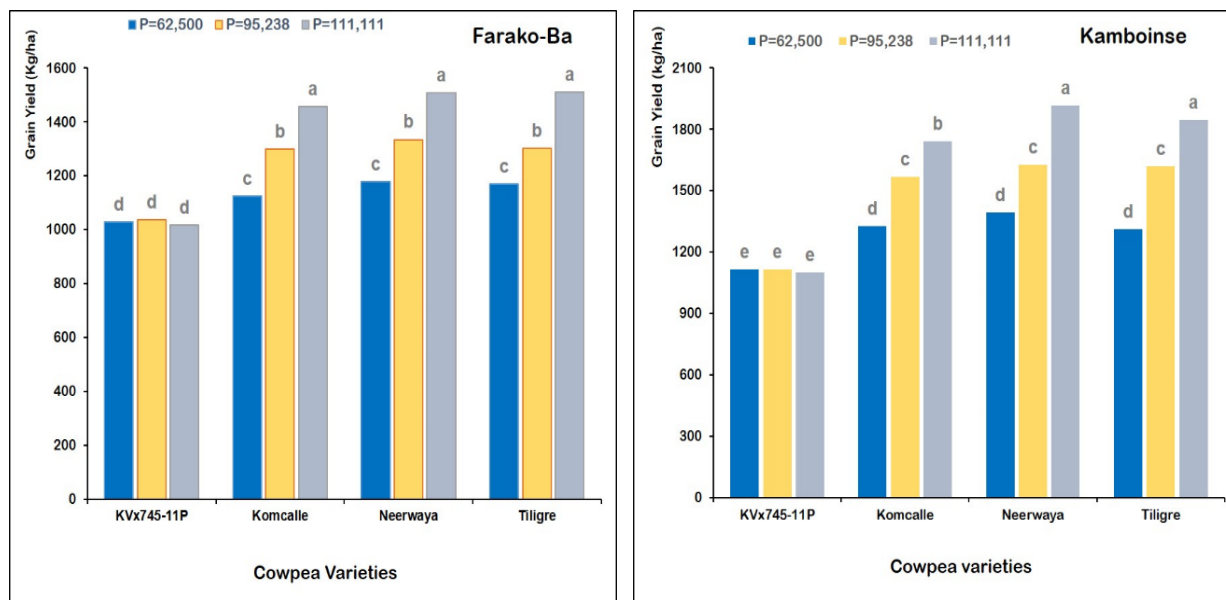 P=62,500 P=95,238 P=111,111
Farako-Ba
Grain Yield (Kg/ha)
1600
1400
1200
1000
800
600
400
200
0
d d d c b a c b a c b a
KVx745-11P Komcalle Neerwaya Tiligre
Cowpea Varieties
P=62,500 P=95,238 P=111,111
Kamboinse
Grain Yield (kg/ha)
2100
1800
1500
1200
900
600
300
0
e e e d c b d c a d c a
KVx745-11P Komcalle Neerwaya Tiligre
Cowpea varieties